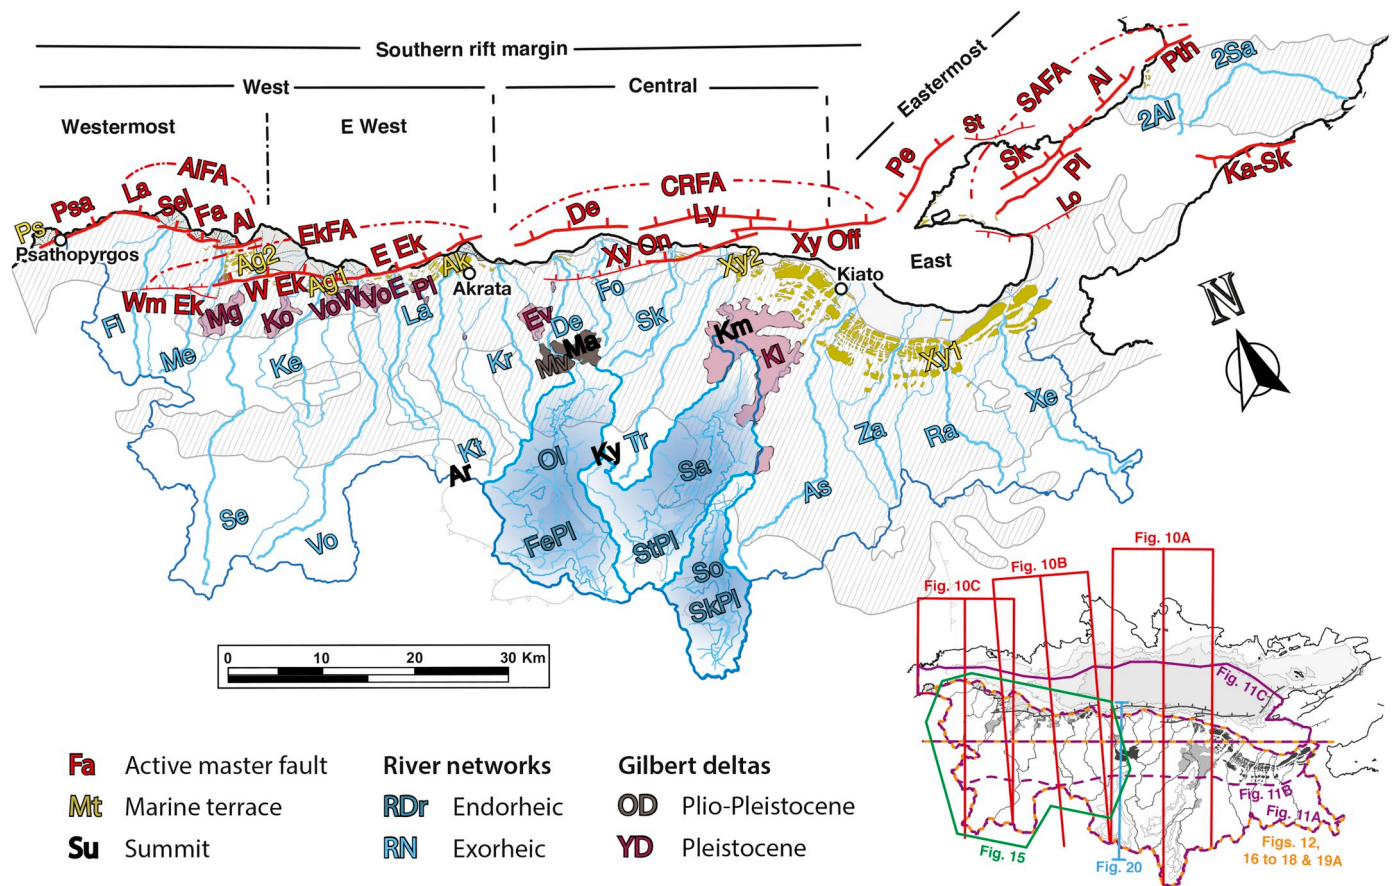 Southern rift margin
West
Central
Eastermost
Westermost
E West
SAFA
Al
Pth
2Sa
2Al
St
Pe
Sk
Pl
Ka-Sk
Lo
AlFA
CRFA
La
Psa
Sel
Fa
Al
De
Ly
Ps
EkFA
E Ek
Xy On
Xy Off
East
Psathopyrgos
Ag2
Ak
Xy2
Kiato
Wm Ek
W Ek
Ag1
Akrata
Fi
Mg
Ko
VoW
VoE
Pl
La
Ev
De
Fo
Sk
Km
N
Me
Ke
Kr
Mv
Ma
Kl
Xy1
Xe
Kt
Ar
Ol
Ky
Tr
Sa
Za
Ra
As
Se
Vo
FePl
StPl
So
SkPl
0
10
20
30 Km
Fa Active master fault
Mt Marine terrace
Su Summit
River networks
RDr Endorheic
RN Exorheic
Gilbert deltas
OD Plio-Pleistocene
YD Pleistocene
Fig. 10A
Fig. 10B
Fig. 10C
Fig. 11C
Fig. 11B
Fig. 11A
Fig. 15
Fig. 20
Figs. 12,
16 to 18 & 19A